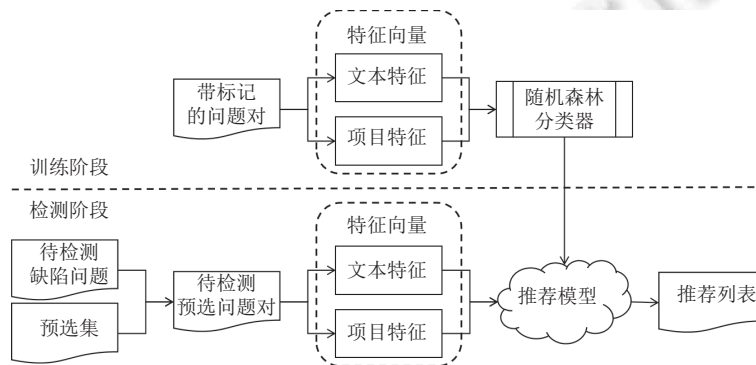 特征向量
文本特征
带标记
的问题对
项目特征
随机森林
分类器
训练阶段
检测阶段
特征向量
待检测
缺陷问题
预选集
待检测
预选问题对
文本特征
项目特征
推荐模型
推荐列表